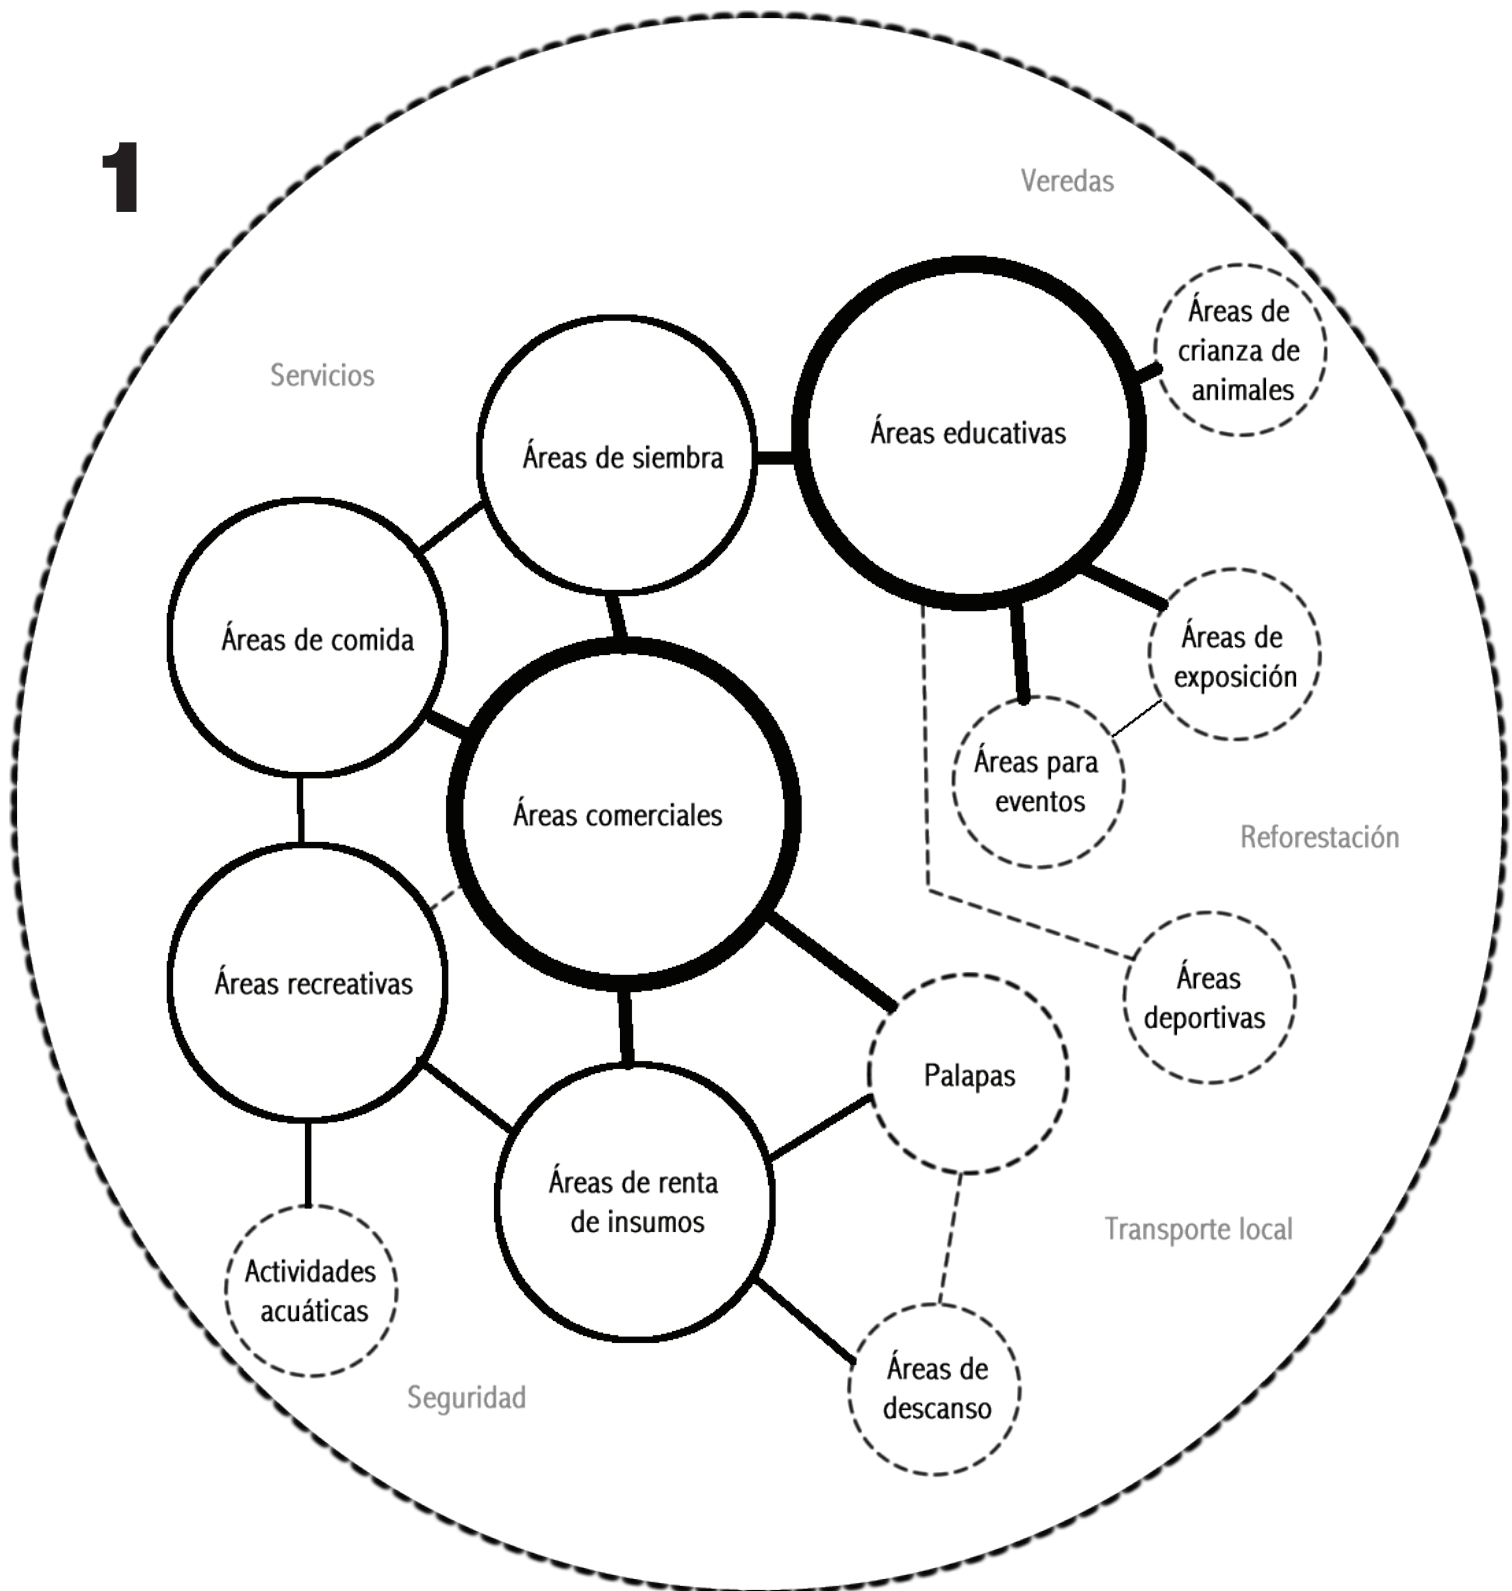 1
Veredas
Áreas de
crianza de
animales
Servicios
Áreas educativas
Áreas de siembra
Áreas de comida
Áreas de
exposición
Áreas para
eventos
Áreas comerciales
Reforestación
Áreas recreativas
Áreas
deportivas
Palapas
Áreas de renta
de insumos
Transporte local
Actividades
acuáticas
Seguridad
Áreas de
descanso